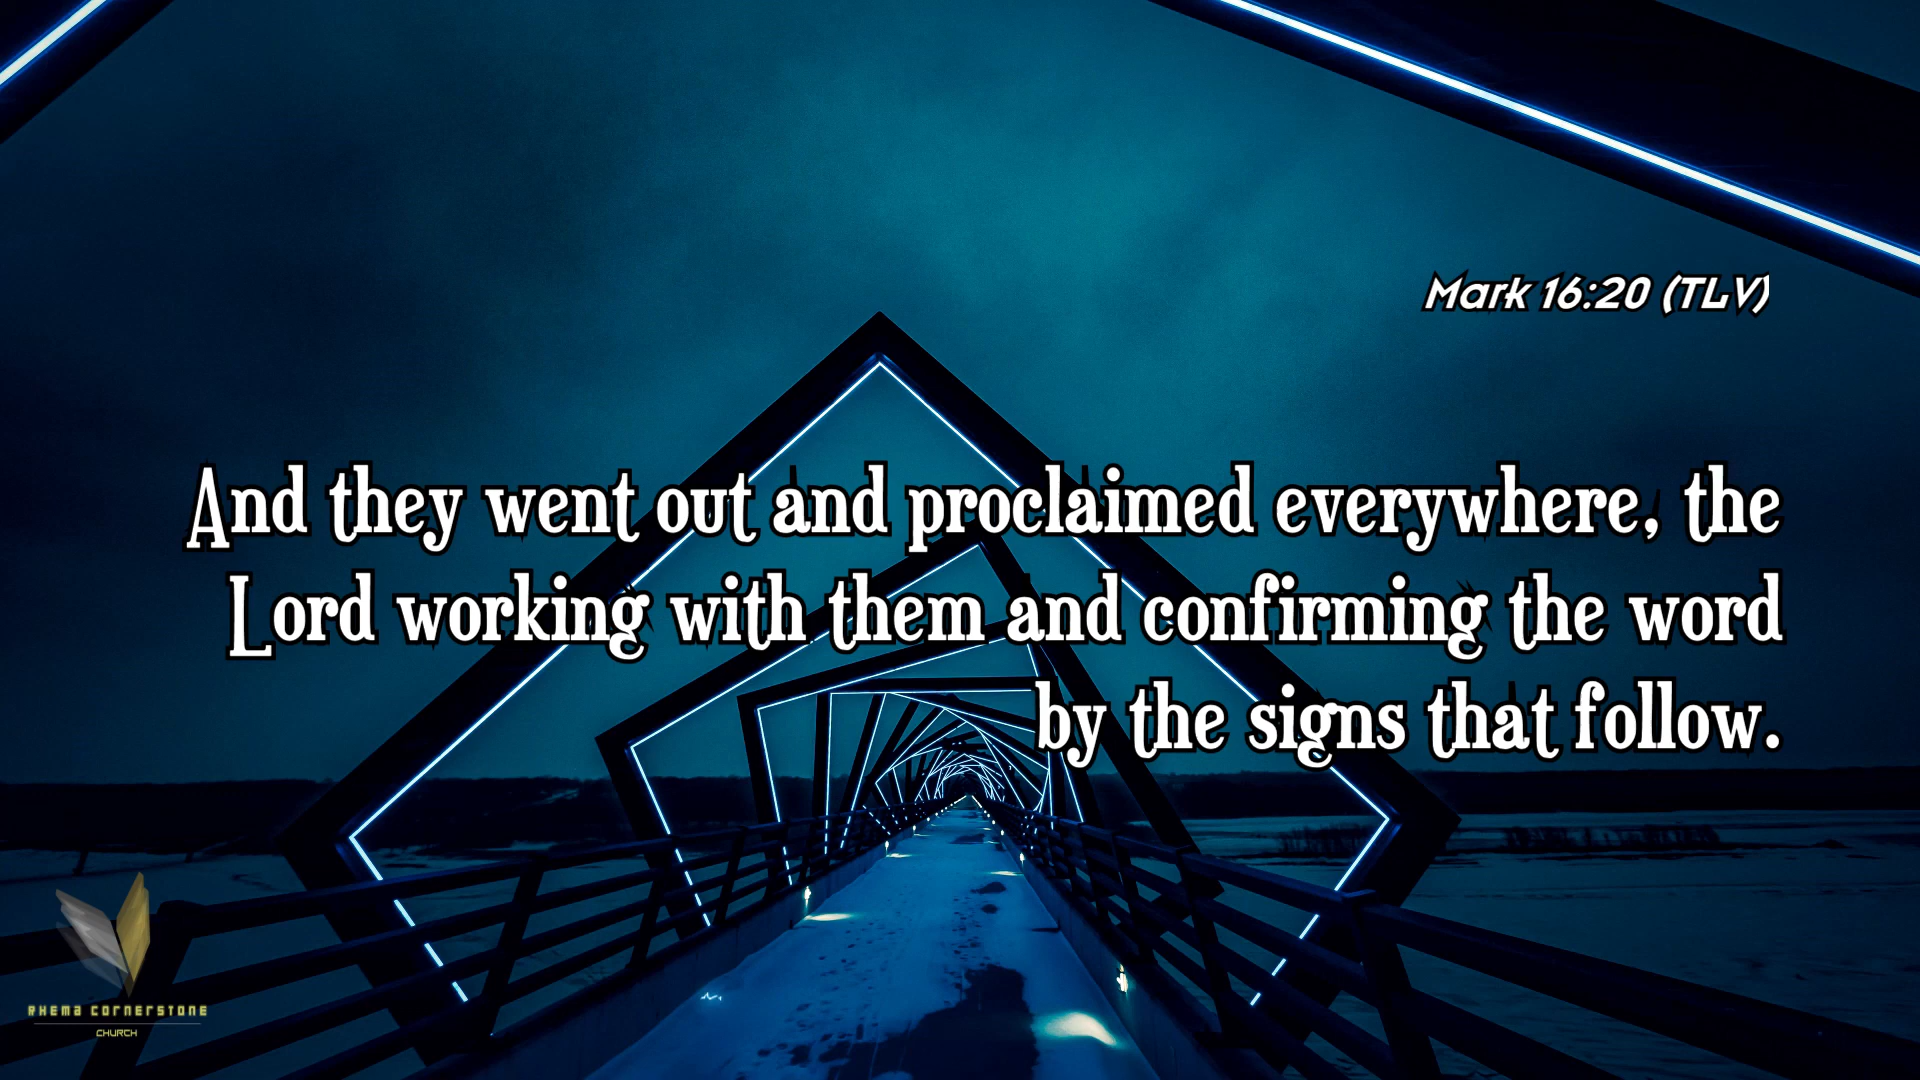 Mark 16:20 (TLV)
And they went out and proclaimed everywhere, the
Lord working with them and confirming the word
by the signs that follow.
RHEMA CORNERSTONE
CHURCH